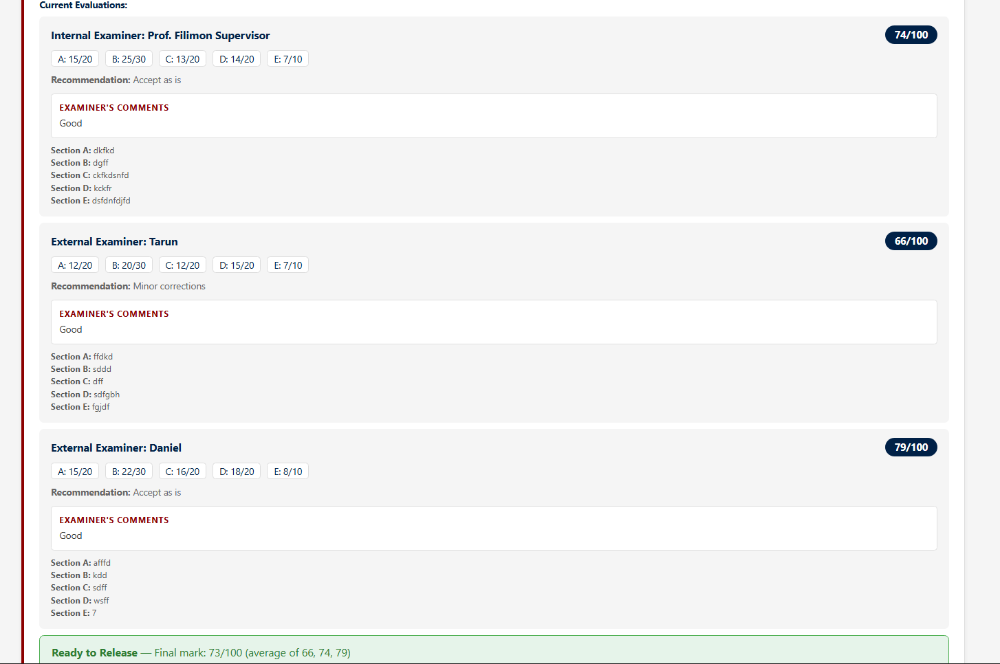 Current Evaluations:
Internal Examiner: Prof. Filimon Supervisor
74/100
A: 15/20 B: 25/30 C: 13/20 D: 14/20 E: 7/10
Recommendation: Accept as is
EXAMINER'S COMMENTS
Good
Section A: dkfkd
Section B: dgff
Section C: ckfkdsnfd
Section D: kckfr
Section E: dsfdnfdjfd
External Examiner: Tarun
66/100
A: 12/20 B: 20/30 C: 12/20 D: 15/20 E: 7/10
Recommendation: Minor corrections
EXAMINER'S COMMENTS
Good
Section A: ffdkd
Section B: sddd
Section C: dff
Section D: sdfgbh
Section E: fgjdf
External Examiner: Daniel
79/100
A: 15/20 B: 22/30 C: 16/20 D: 18/20 E: 8/10
Recommendation: Accept as is
EXAMINER'S COMMENTS
Good
Section A: afffd
Section B: kdd
Section C: sdff
Section D: wsff
Section E: 7
Ready to Release — Final mark: 73/100 (average of 66, 74, 79)